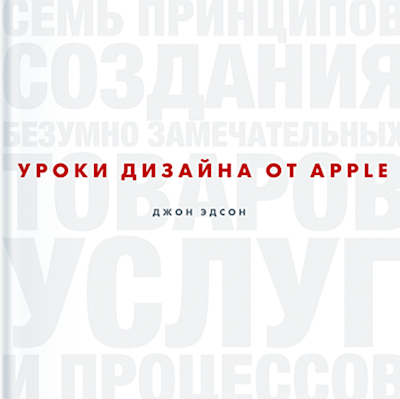 СЕМЬ ПРИНЦИПОВ
СОЗДАНИЯ
БЕЗУМНО ЗАМЕЧАТЕЛЬНЫХ
УРОКИ ДИЗАЙНА ОТ APPLE
ТОВАРОВ
ДЖОН ЭДСОН
УСЛУГ
И ПРОЦЕССОВ